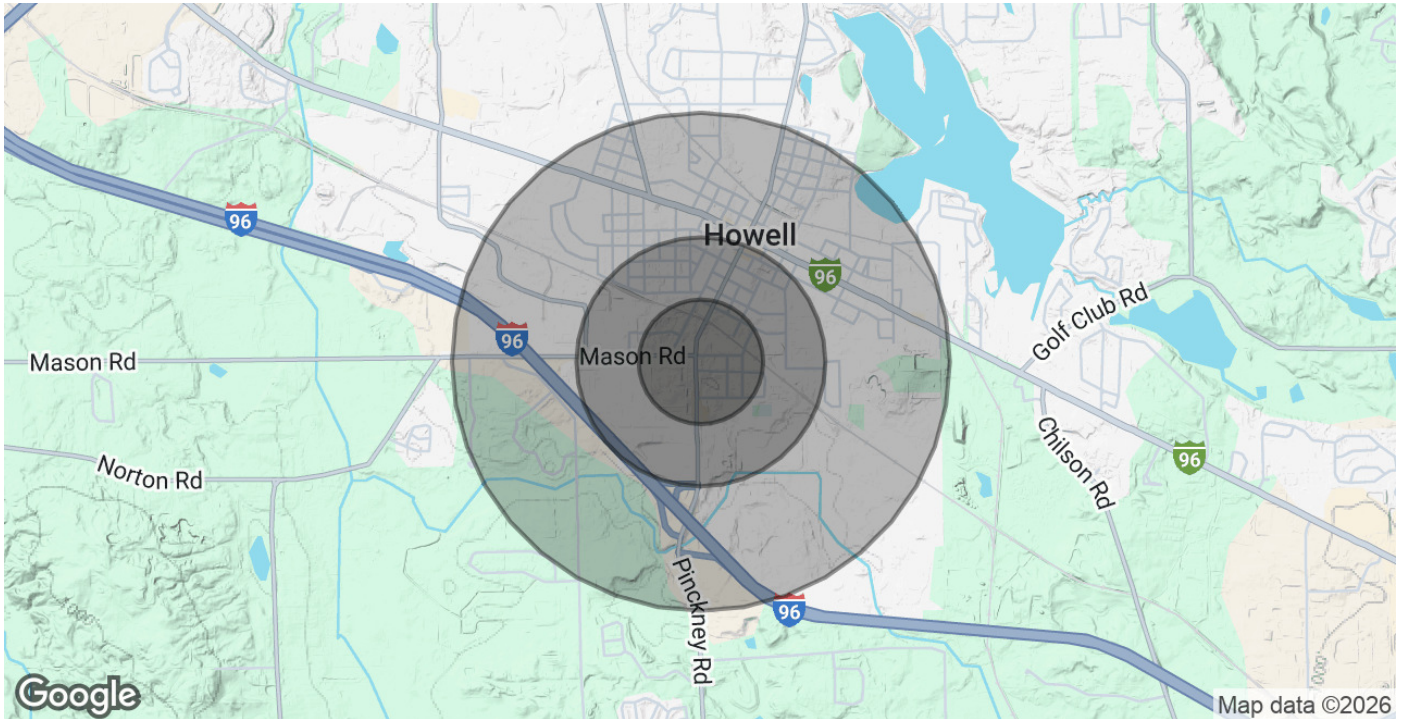 96
Howell
96
96
Mason Rd
Mason Rd
Golf Club Rd
Norton Rd
Chilson Rd
96
Pinckney Rd
96
Google
Map data ©2026